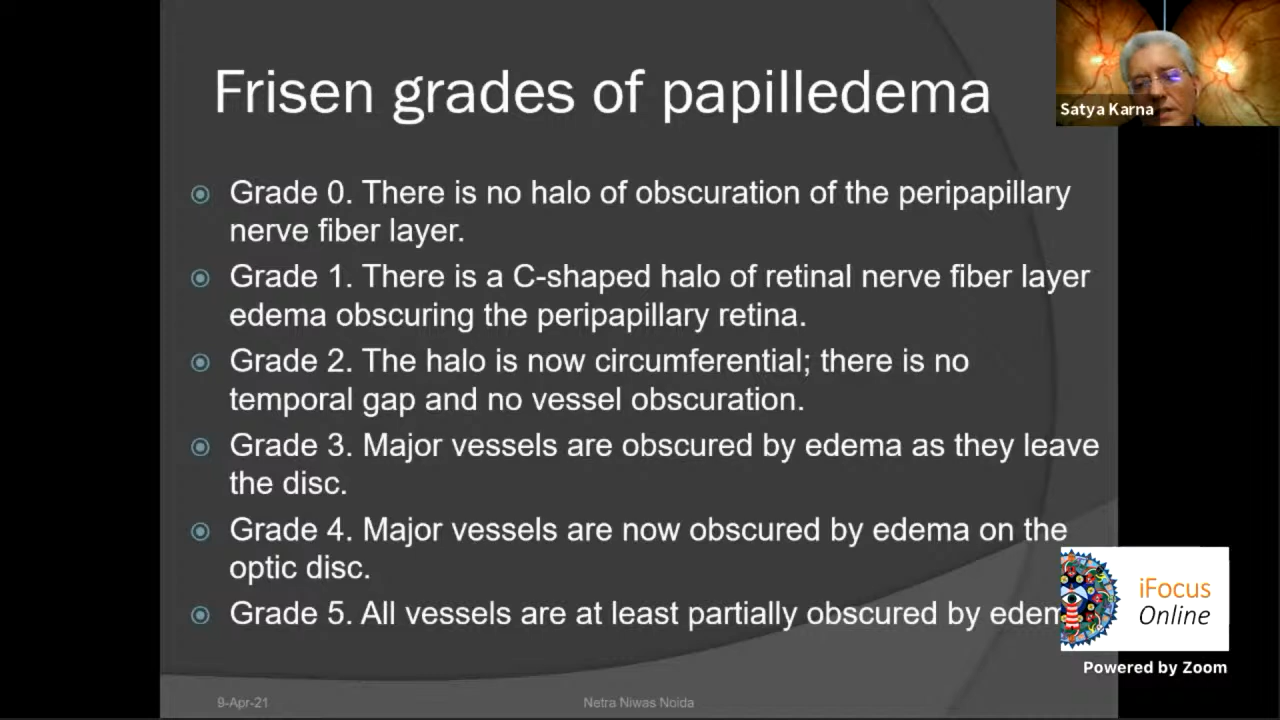 Frisen grades of papilledema
Satya Karna
Grade 0. There is no halo of obscuration of the peripapillary
nerve fiber layer.
Grade 1. There is a C-shaped halo of retinal nerve fiber layer
edema obscuring the peripapillary retina.
Grade 2. The halo is now circumferential; there is no
temporal gap and no vessel obscuration.
Grade 3. Major vessels are obscured by edema as they leave
the disc.
Grade 4. Major vessels are now obscured by edema on the
optic disc.
Grade 5. All vessels are at least partially obscured by
iFocus
Online
Powered by Zoom
9-Apr-21
Netra Niwas Noida